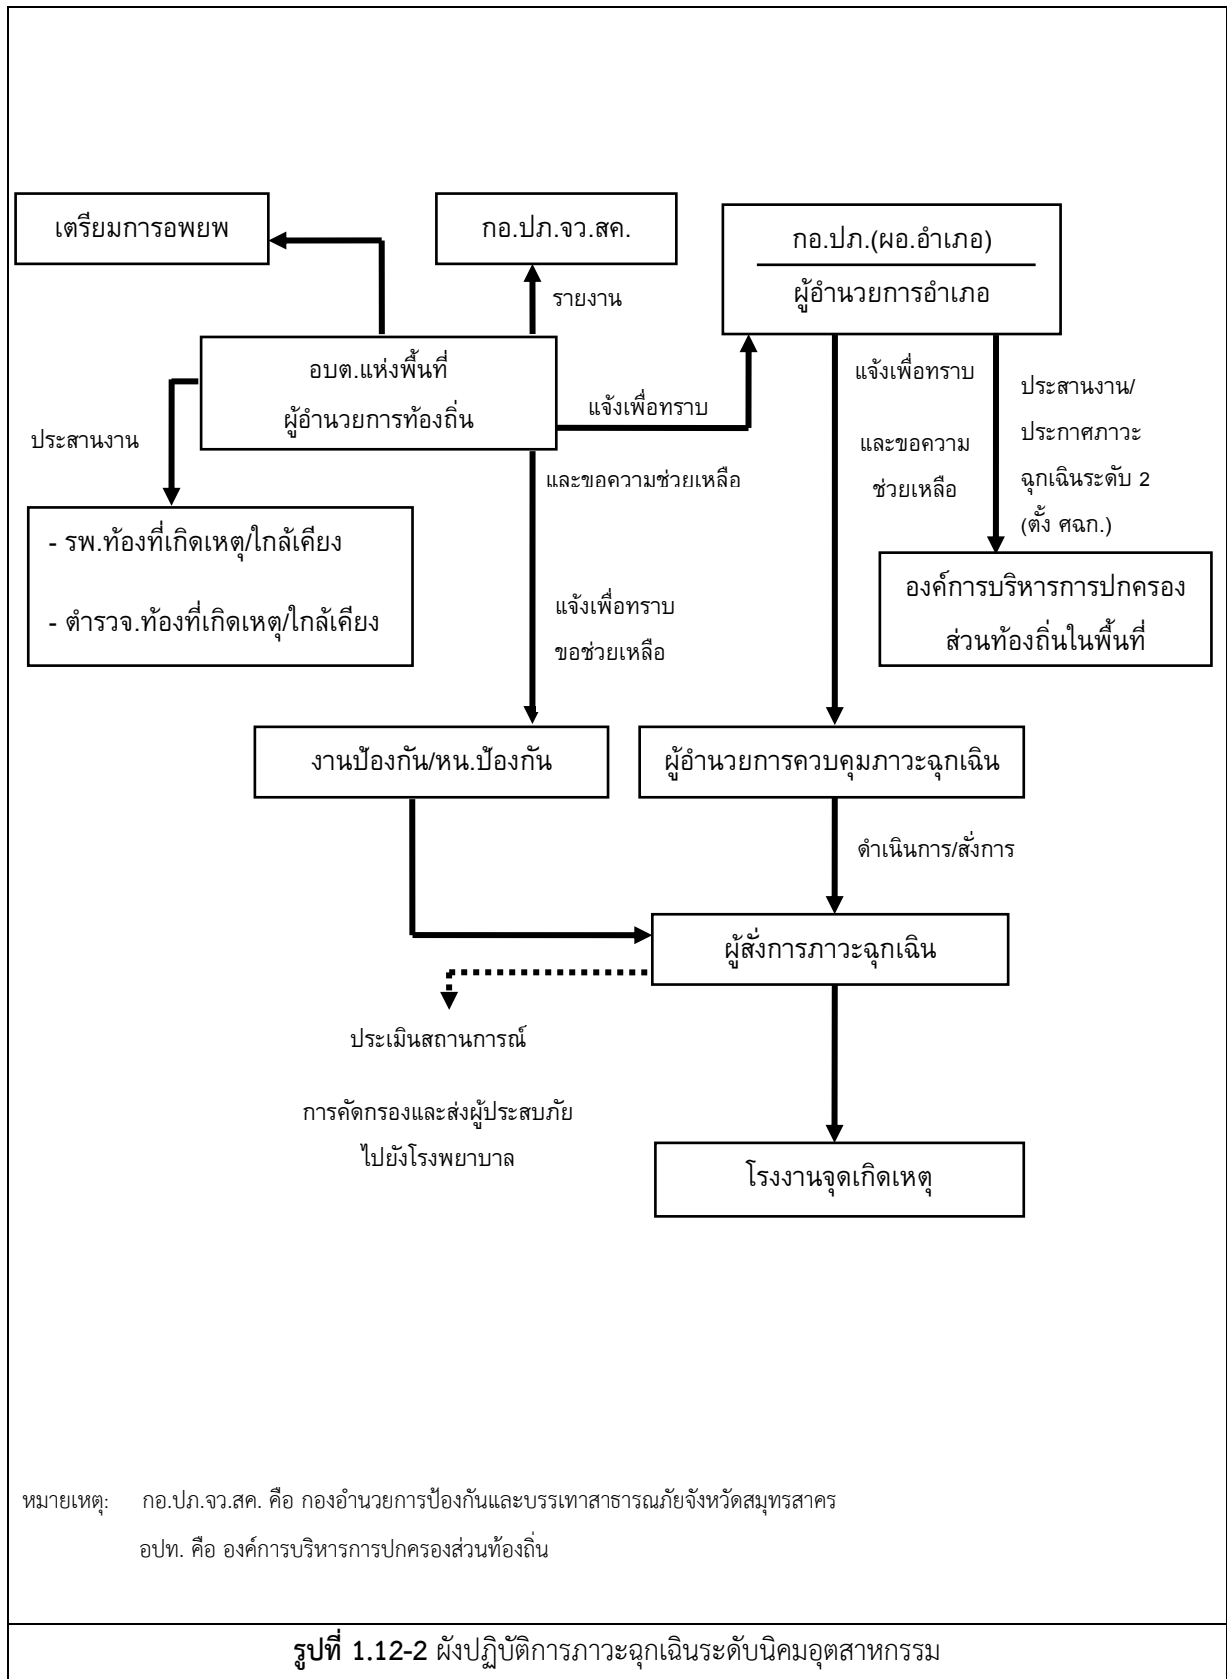 เตรียมการอพยพ
กอ.ปภ.จว.สค.
กอ.ปภ.(ผอ.อำเภอ)
ผู้อำนวยการอำเภอ
รายงาน
อบต.แห่งพื้นที่
ผู้อำนวยการท้องถิ่น
ประสานงาน
แจ้งเพื่อทราบ
และขอความช่วยเหลือ
แจ้งเพื่อทราบ
และขอความ
ช่วยเหลือ
ประสานงาน/
ประกาศภาวะ
ฉุกเฉินระดับ 2
(ตั้ง ศฉก.)
- รพ.ท้องที่เกิดเหตุ/ใกล้เคียง
- ตำรวจ.ท้องที่เกิดเหตุ/ใกล้เคียง
แจ้งเพื่อทราบ
ขอช่วยเหลือ
องค์การบริหารการปกครอง
ส่วนท้องถิ่นในพื้นที่
งานป้องกัน/หน.ป้องกัน
ผู้อำนวยการควบคุมภาวะฉุกเฉิน
ดำเนินการ/สั่งการ
ผู้สั่งการภาวะฉุกเฉิน
ประเมินสถานการณ์
การคัดกรองและส่งผู้ประสบภัย
ไปยังโรงพยาบาล
โรงงานจุดเกิดเหตุ
หมายเหตุ: กอ.ปภ.จว.สค. คือ กองอำนวยการป้องกันและบรรเทาสาธารณภัยจังหวัดสมุทรสาคร
อปท. คือ องค์การบริหารการปกครองส่วนท้องถิ่น
รูปที่ 1.12-2 ผังปฏิบัติการภาวะฉุกเฉินระดับนิคมอุตสาหกรรม